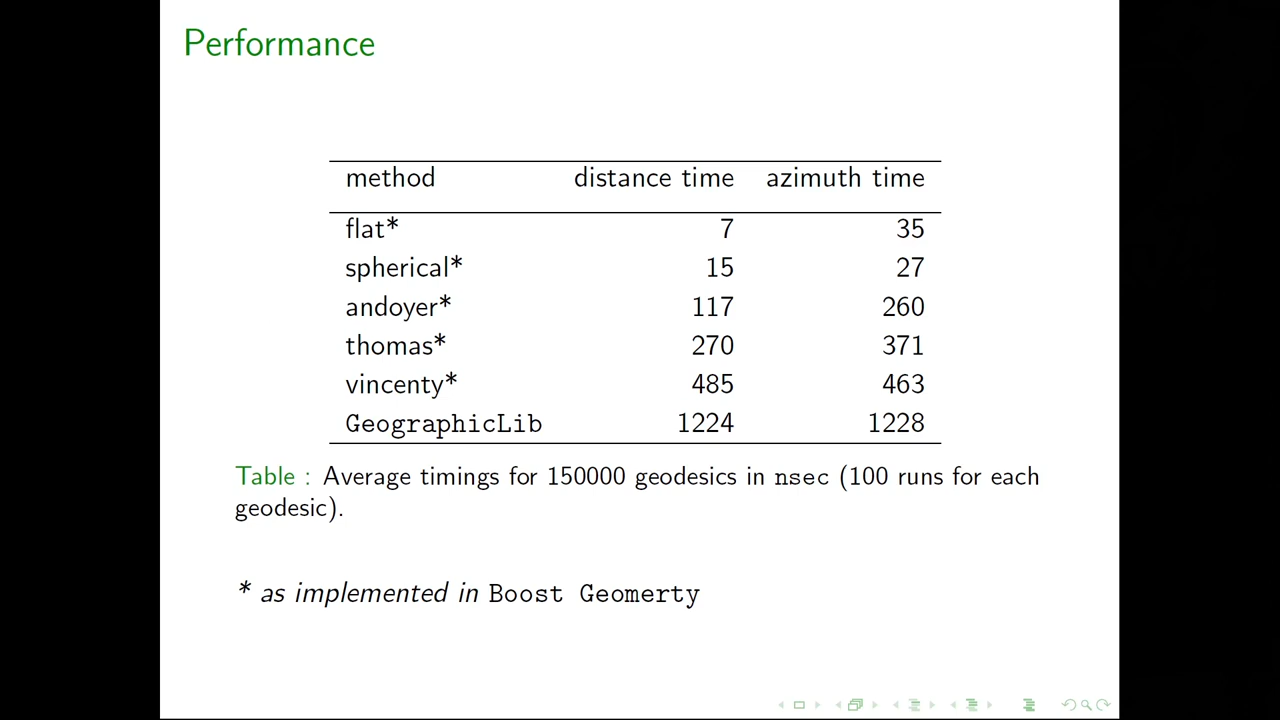 Performance
method distance time azimuth time
flat* 7 35
spherical* 15 27
andoyer* 117 260
thomas* 270 371
vincenty* 485 463
GeographicLib 1224 1228
Table : Average timings for 150000 geodesics in nsec (100 runs for each
geodesic).
* as implemented in Boost Geomerty